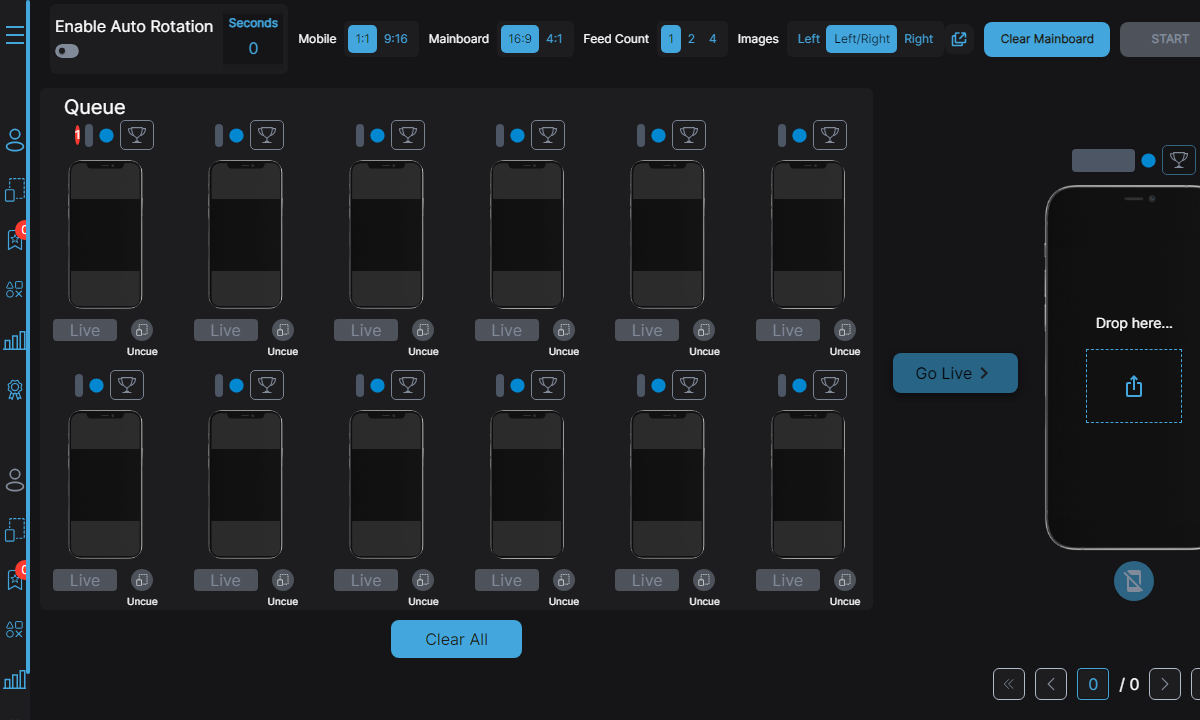 Enable Auto Rotation
Seconds
0
Mobile 1:1 9:16 Mainboard 16:9 4:1 Feed Count 1 2 4 Images Left Left/Right Right Clear Mainboard START
Queue
1
Live Live Live Live Live Live
Uncue Uncue Uncue Uncue Uncue Uncue
Go Live
Drop here...
Live Live Live Live Live Live
Uncue Uncue Uncue Uncue Uncue Uncue
Clear All
0 / 0